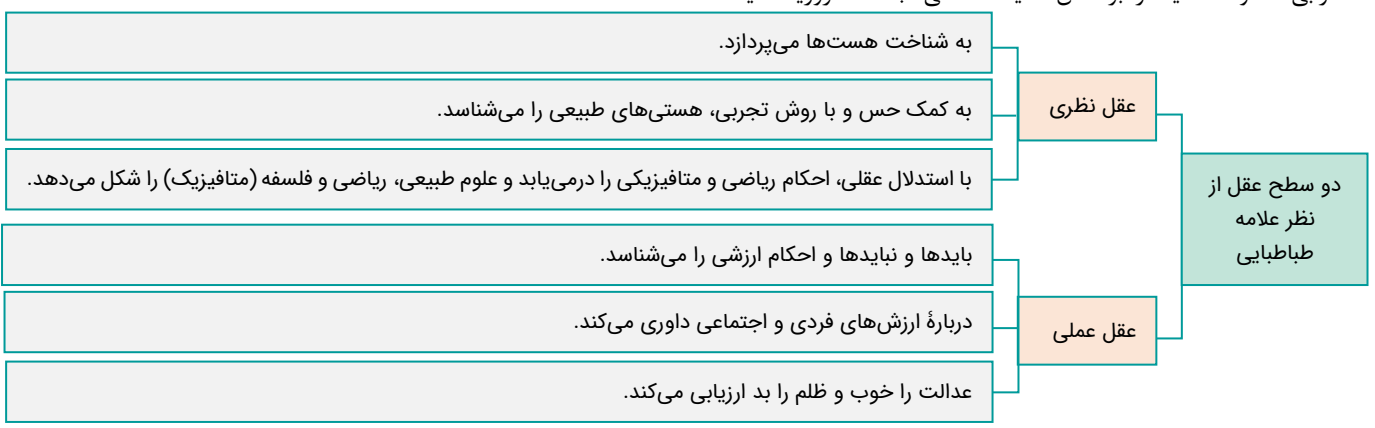 دو سطح عقل از
نظر علامه
طباطبایی
عقل نظری
به شناخت هست‌ها می‌پردازد.
به کمک حس و با روش تجربی، هستی‌های طبیعی را می‌شناسد.
با استدلال عقلی، احکام ریاضی و متافیزیکی را درمی‌یابد و علوم طبیعی، ریاضی و فلسفه (متافیزیک) را شکل می‌دهد.
عقل عملی
بایدها و نبایدها و احکام ارزشی را می‌شناسد.
دربارهٔ ارزش‌های فردی و اجتماعی داوری می‌کند.
عدالت را خوب و ظلم را بد ارزیابی می‌کند.